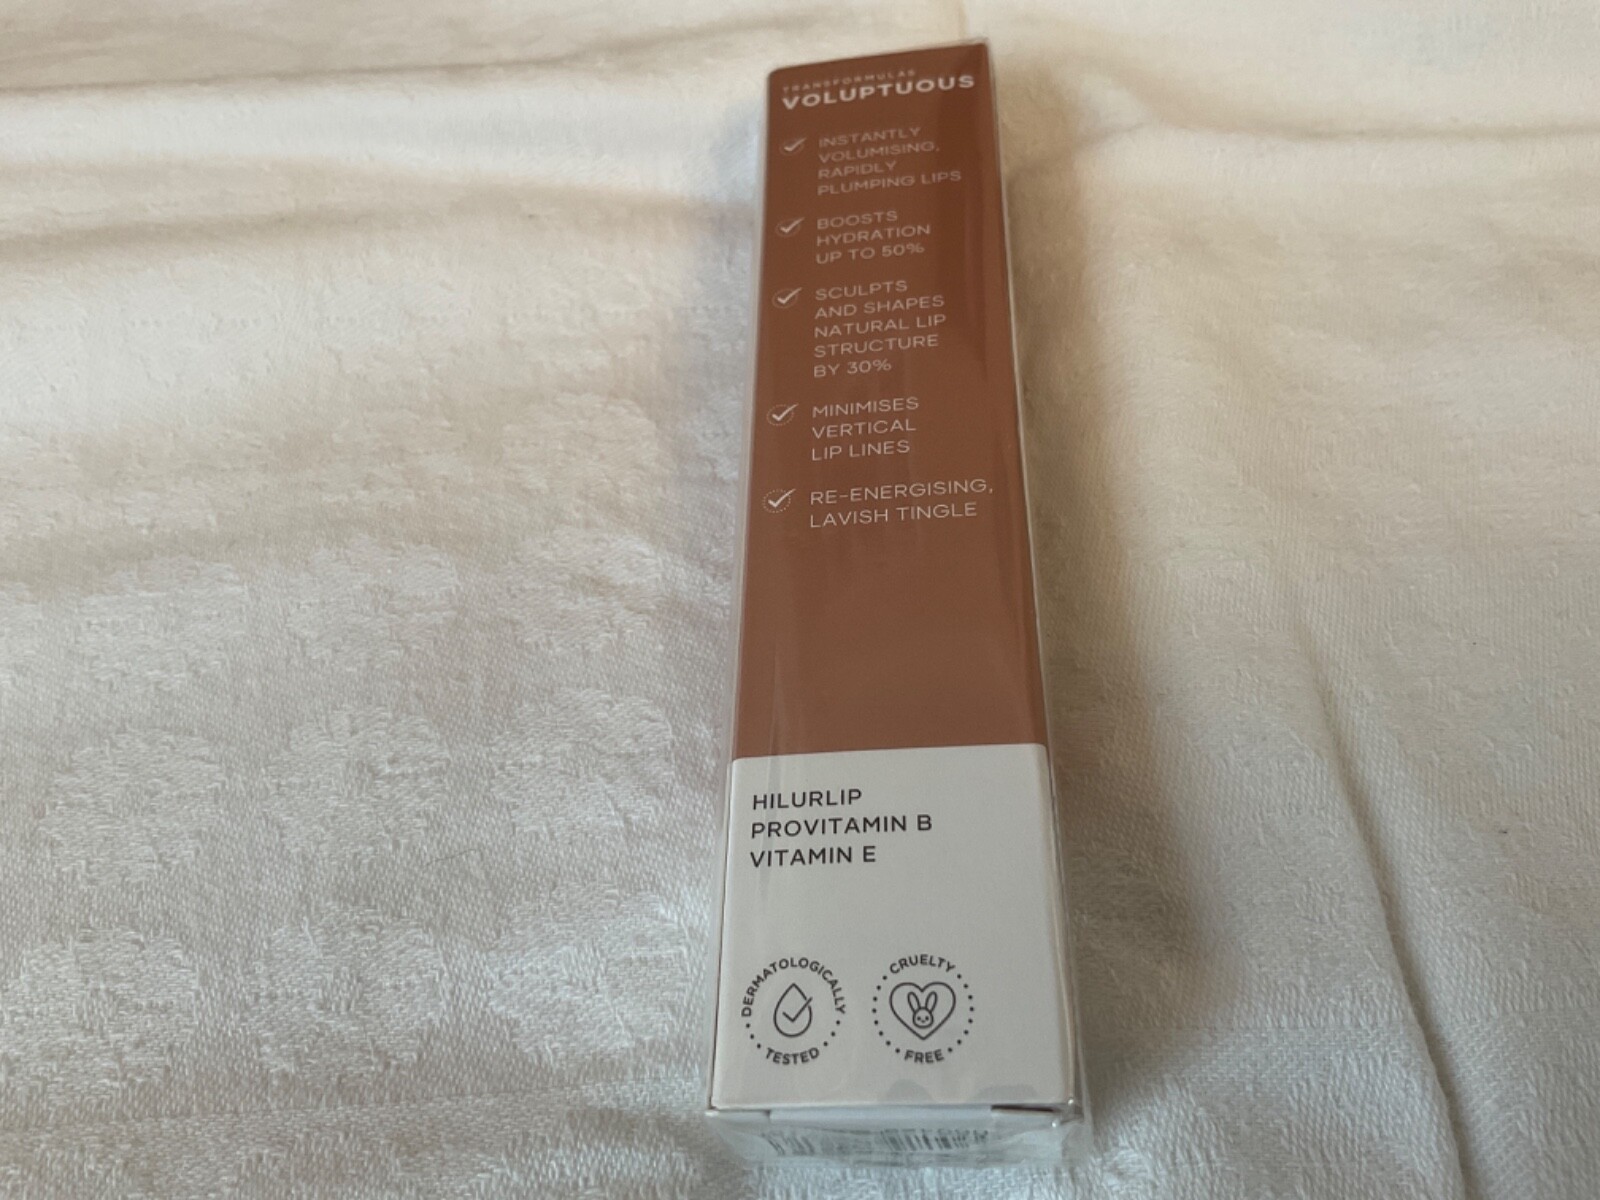 TRANSFORMULAS
VOLUPTUOUS
INSTANTLY
VOLUMISING,
RAPIDLY
PLUMPING LIPS
BOOSTS
HYDRATION
UP TO 50%
SCULPTS
AND SHAPES
NATURAL LIP
STRUCTURE
BY 30%
MINIMISES
VERTICAL
LIP LINES
RE-ENERGISING,
LAVISH TINGLE
HILURLIP
PROVITAMIN B
VITAMIN E
DERMATOLOGICALLY
TESTED
CRUELTY
FREE